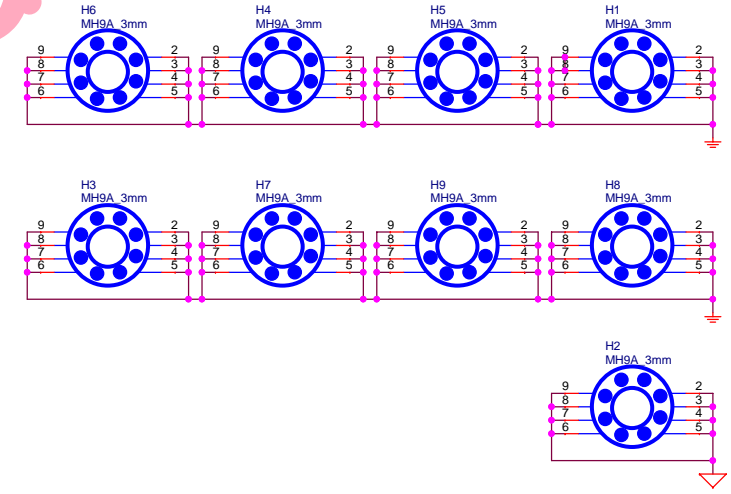 H6 H4 H5 H1
MH9A_3mm MH9A_3mm MH9A_3mm MH9A_3mm
9 2 9 2 9 2 9 2
8 3 8 3 8 3 8 3
7 4 7 4 7 4 7 4
6 5 6 5 6 5 6 5
H3 H7 H9 H8
MH9A_3mm MH9A_3mm MH9A_3mm MH9A_3mm
9 2 9 2 9 2 9 2
8 3 8 3 8 3 8 3
7 4 7 4 7 4 7 4
6 5 6 5 6 5 6 5
H2
MH9A_3mm
9 2
8 3
7 4
6 5